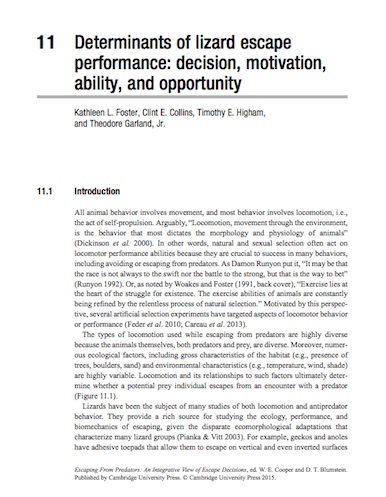 11 Determinants of lizard escape
performance: decision, motivation,
ability, and opportunity
Kathleen L. Foster, Clint E. Collins, Timothy E. Higham,
and Theodore Garland, Jr.
11.1 Introduction
All animal behavior involves movement, and most behavior involves locomotion, i.e.,
the act of self-propulsion. Arguably, “Locomotion, movement through the environment,
is the behavior that most dictates the morphology and physiology of animals”
(Dickinson et al. 2000). In other words, natural and sexual selection often act on
locomotor performance abilities because they are crucial to success in many behaviors,
including avoiding or escaping from predators. As Damon Runyon put it, “It may be that
the race is not always to the swift nor the battle to the strong, but that is the way to bet”
(Runyon 1992). Or, as noted by Woakes and Foster (1991, back cover), “Exercise lies at
the heart of the struggle for existence. The exercise abilities of animals are constantly
being refined by the relentless process of natural selection.” Motivated by this perspec-
tive, several artificial selection experiments have targeted aspects of locomotor behavior
or performance (Feder et al. 2010; Careau et al. 2013).
The types of locomotion used while escaping from predators are highly diverse
because the animals themselves, both predators and prey, are diverse. Moreover, numer-
ous ecological factors, including gross characteristics of the habitat (e.g., presence of
trees, boulders, sand) and environmental characteristics (e.g., temperature, wind, shade)
are highly variable. Locomotion and its relationships to such factors ultimately deter-
mine whether a potential prey individual escapes from an encounter with a predator
(Figure 11.1).
Lizards have been the subject of many studies of both locomotion and antipredator
behavior. They provide a rich source for studying the ecology, performance, and
biomechanics of escaping, given the disparate ecomorphological adaptations that
characterize many lizard groups (Pianka & Vitt 2003). For example, geckos and anoles
have adhesive toepads that allow them to escape on vertical and even inverted surfaces
Escaping From Predators: An Integrative View of Escape Decisions, ed. W. E. Cooper and D. T. Blumstein.
Published by Cambridge University Press. © Cambridge University Press 2015.